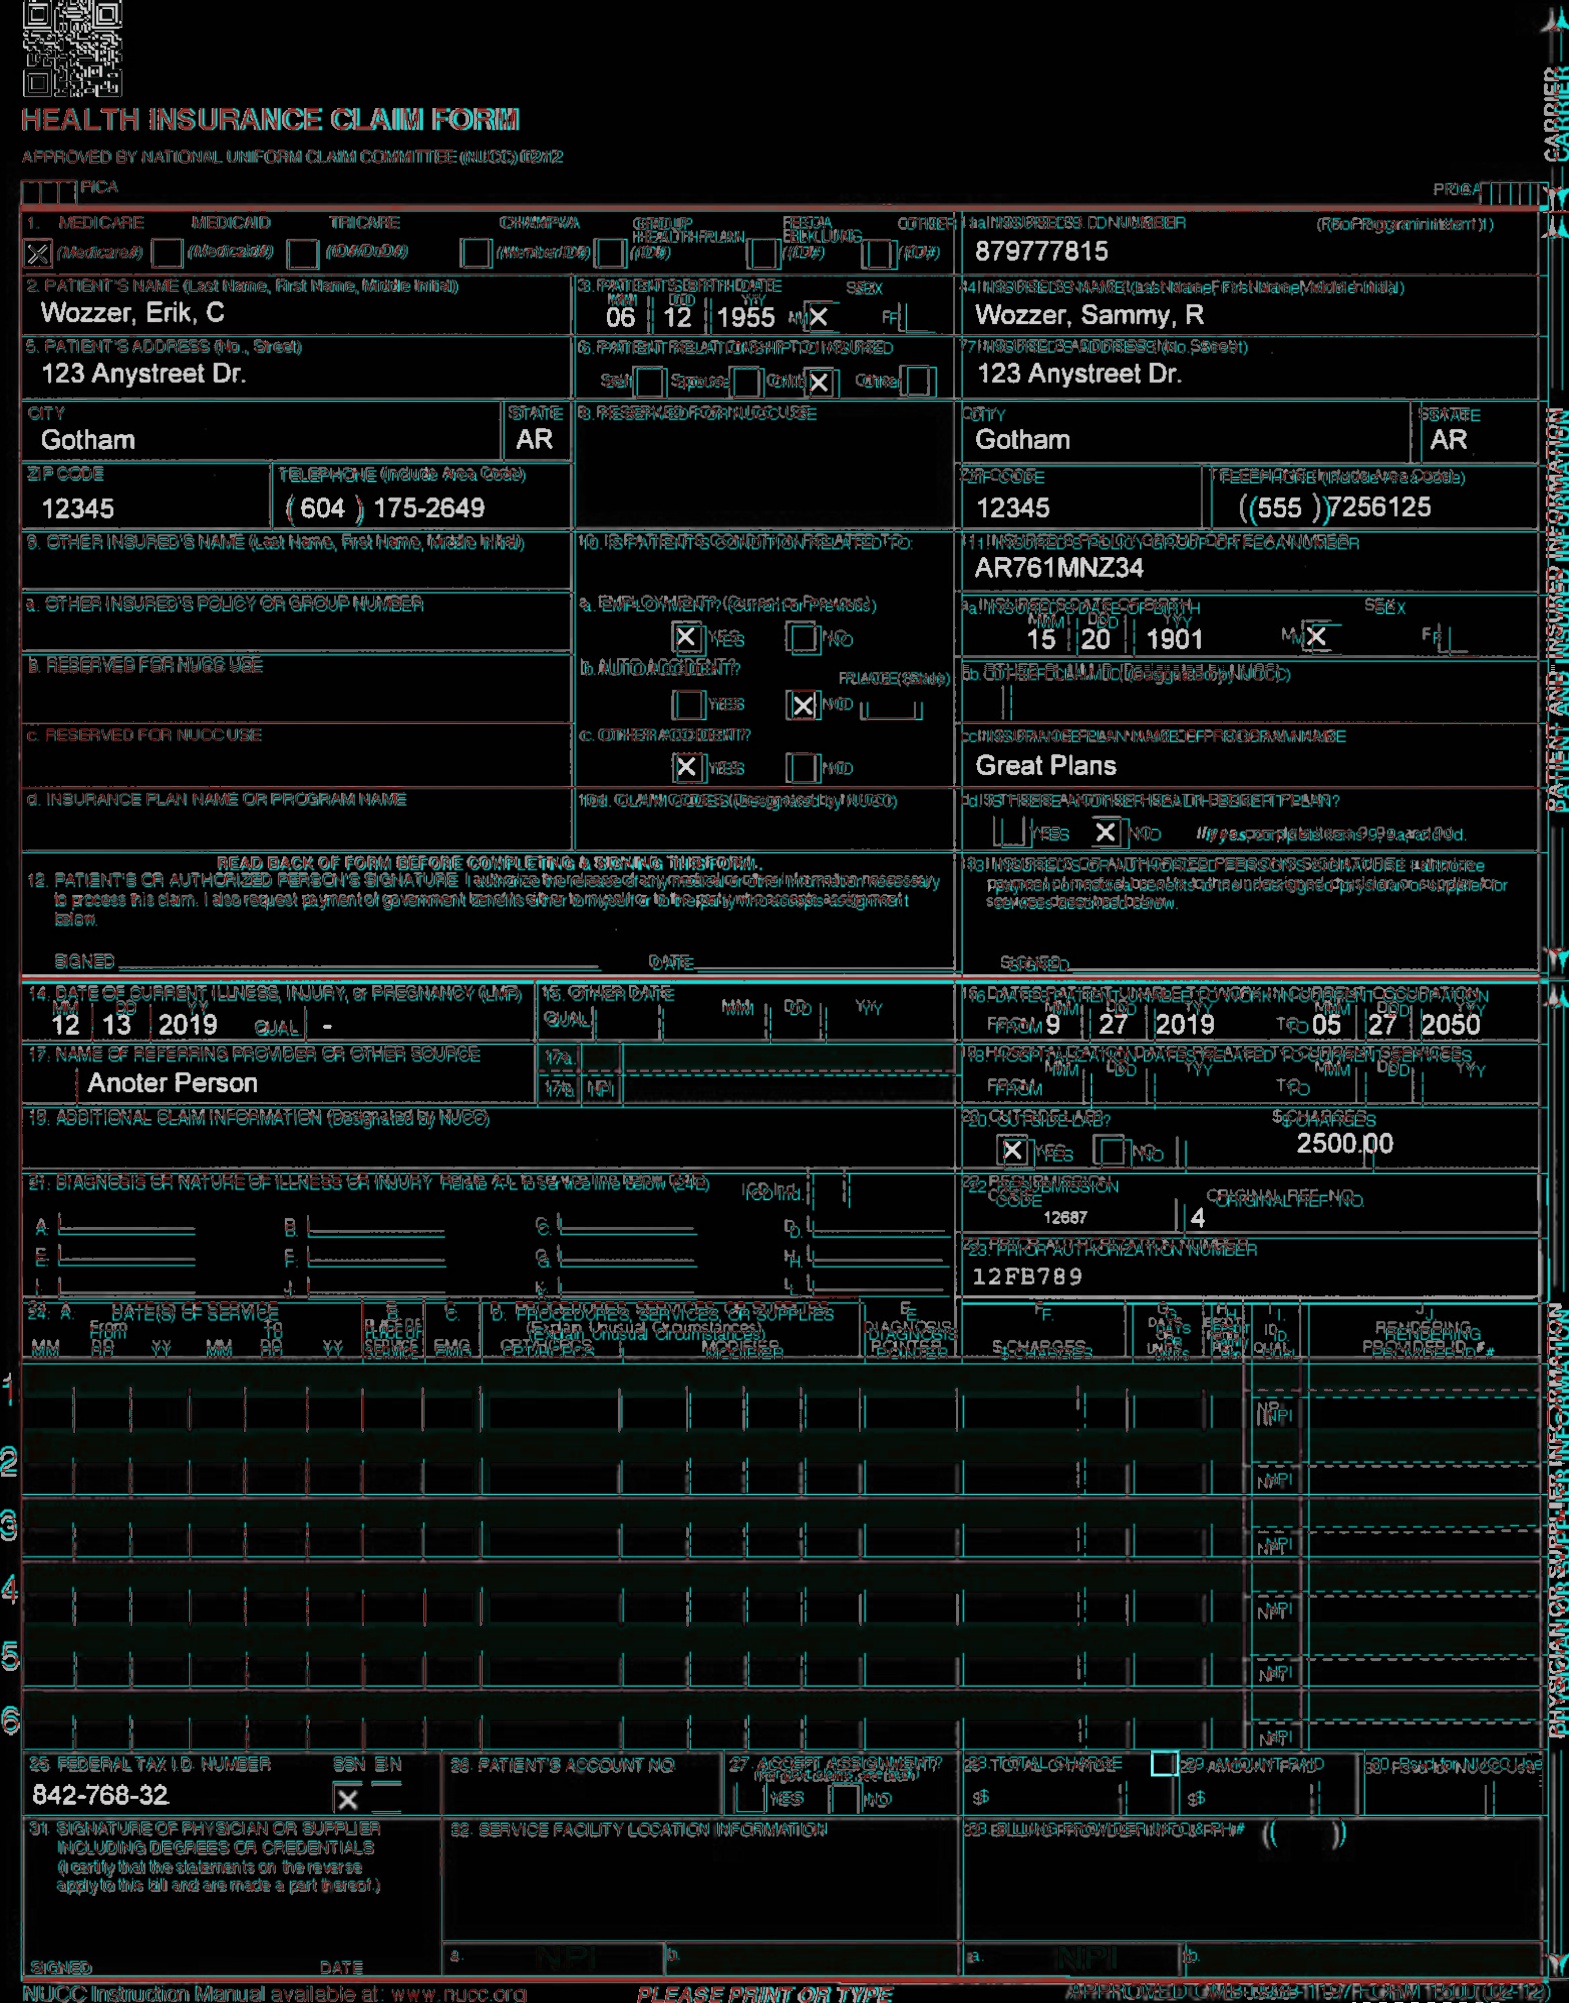 HEALTH INSURANCE CLAIM FORM
APPROVED BY NATIONAL UNIFORM CLAIM COMMITTEE (NUCC) 02/12
PICA
PICA
CARRIER
1. MEDICARE MEDICAID TRICARE CHAMPVA GROUP HEALTH PLAN FECA BLK LUNG OTHER
X (Medicare#) (Medicaid#) (ID#/DoD#) (Member ID#) (ID#) (ID#) (ID#)
1a. INSURED'S I.D. NUMBER (For Program in Item 1)
879777815
2. PATIENT'S NAME (Last Name, First Name, Middle Initial)
Wozzer, Erik, C
3. PATIENT'S BIRTH DATE SEX
MM DD YY
06 12 1955 M X F
4. INSURED'S NAME (Last Name, First Name, Middle Initial)
Wozzer, Sammy, R
5. PATIENT'S ADDRESS (No., Street)
123 Anystreet Dr.
6. PATIENT RELATIONSHIP TO INSURED
Self Spouse Child X Other
7. INSURED'S ADDRESS (No., Street)
123 Anystreet Dr.
CITY STATE
Gotham AR
8. RESERVED FOR NUCC USE
CITY STATE
Gotham AR
ZIP CODE TELEPHONE (Include Area Code)
12345 (604) 175-2649
ZIP CODE TELEPHONE (Include Area Code)
12345 (555) 7256125
9. OTHER INSURED'S NAME (Last Name, First Name, Middle Initial)
10. IS PATIENT'S CONDITION RELATED TO:
11. INSURED'S POLICY GROUP OR FECA NUMBER
AR761MNZ34
a. OTHER INSURED'S POLICY OR GROUP NUMBER
a. EMPLOYMENT? (Current or Previous)
X YES NO
a. INSURED'S DATE OF BIRTH SEX
MM DD YY
15 20 1901 M X F
b. RESERVED FOR NUCC USE
b. AUTO ACCIDENT? PLACE (State)
YES X NO
b. OTHER CLAIM ID (Designated by NUCC)
c. RESERVED FOR NUCC USE
c. OTHER ACCIDENT?
X YES NO
c. INSURANCE PLAN NAME OR PROGRAM NAME
Great Plans
d. INSURANCE PLAN NAME OR PROGRAM NAME
10d. CLAIM CODES (Designated by NUCC)
d. IS THERE ANOTHER HEALTH BENEFIT PLAN?
YES X NO If yes, complete items 9, 9a, and 9d.
PATIENT AND INSURED INFORMATION
READ BACK OF FORM BEFORE COMPLETING & SIGNING THIS FORM.
12. PATIENT'S OR AUTHORIZED PERSON'S SIGNATURE I authorize the release of any medical or other information necessary
to process this claim. I also request payment of government benefits either to myself or to the party who accepts assignment
below.
SIGNED DATE
13. INSURED'S OR AUTHORIZED PERSON'S SIGNATURE I authorize
payment of medical benefits to the undersigned physician or supplier for
services described below.
SIGNED
14. DATE OF CURRENT ILLNESS, INJURY, or PREGNANCY (LMP)
MM DD YY
12 13 2019 QUAL. -
15. OTHER DATE
QUAL. MM DD YY
16. DATES PATIENT UNABLE TO WORK IN CURRENT OCCUPATION
MM DD YY MM DD YY
FROM 9 27 2019 TO 05 27 2050
17. NAME OF REFERRING PROVIDER OR OTHER SOURCE
Anoter Person
17a.
17b. NPI
18. HOSPITALIZATION DATES RELATED TO CURRENT SERVICES
MM DD YY MM DD YY
FROM TO
19. ADDITIONAL CLAIM INFORMATION (Designated by NUCC)
20. OUTSIDE LAB? $ CHARGES
X YES NO 2500.00
21. DIAGNOSIS OR NATURE OF ILLNESS OR INJURY Relate A-L to service line below (24E) ICD Ind.
A. B. C. D.
E. F. G. H.
I. J. K. L.
22. RESUBMISSION CODE ORIGINAL REF. NO.
12687 4
23. PRIOR AUTHORIZATION NUMBER
12FB789
24. A. DATE(S) OF SERVICE B. C. D. PROCEDURES, SERVICES, OR SUPPLIES E. F. G. H. I. J.
From To PLACE OF (Explain Unusual Circumstances) DIAGNOSIS DAYS OR ID. RENDERING
MM DD YY MM DD YY SERVICE EMG CPT/HCPCS MODIFIER POINTER $ CHARGES UNITS QUAL. PROVIDER ID. #
1 NPI
2 NPI
3 NPI
4 NPI
5 NPI
6 NPI
PHYSICIAN OR SUPPLIER INFORMATION
25. FEDERAL TAX I.D. NUMBER SSN EIN
842-768-32 X
26. PATIENT'S ACCOUNT NO.
27. ACCEPT ASSIGNMENT?
YES NO
28. TOTAL CHARGE
$
29. AMOUNT PAID
$
30. Rsvd for NUCC Use
31. SIGNATURE OF PHYSICIAN OR SUPPLIER
INCLUDING DEGREES OR CREDENTIALS
(I certify that the statements on the reverse
apply to this bill and are made a part thereof.)
SIGNED DATE
32. SERVICE FACILITY LOCATION INFORMATION
a. NPI b.
33. BILLING PROVIDER INFO & PH # ( )
a. NPI b.
NUCC Instruction Manual available at: www.nucc.org
PLEASE PRINT OR TYPE
APPROVED OMB-0938-1197 FORM 1500 (02-12)